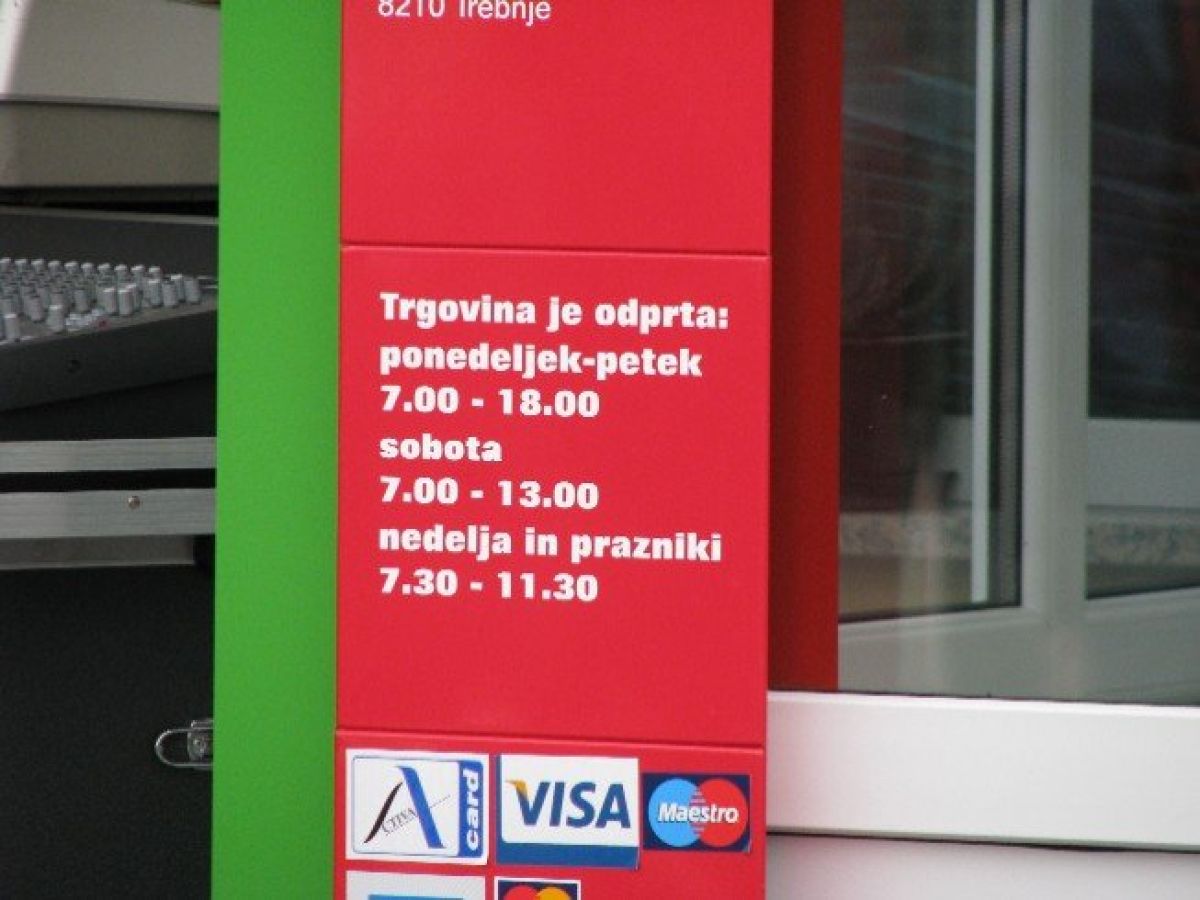 8210 Trebnje
Trgovina je odprta:
ponedeljek-petek
7.00 - 18.00
sobota
7.00 - 13.00
nedelja in prazniki
7.30 - 11.30
ACTIVA card
VISA
Maestro